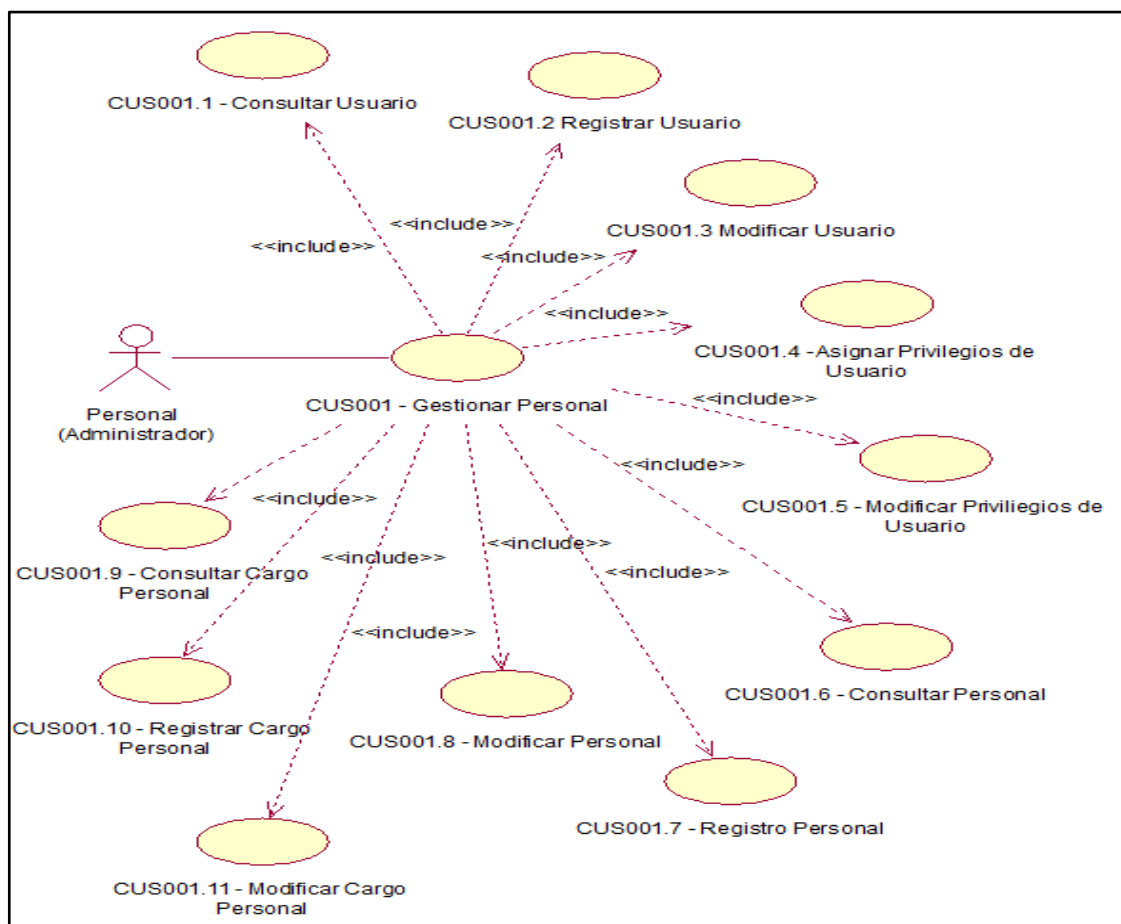 CUS001.1 - Consultar Usuario
CUS001.2 Registrar Usuario
CUS001.3 Modificar Usuario
<<include>>
<<include>>
<<include>>
<<include>>
CUS001.4 -Asignar Privilegios de
Usuario
Personal
(Administrador)
CUS001 - Gestionar Personal
<<include>>
<<include>>
CUS001.5 - Modificar Priviliegios de
Usuario
<<include>>
<<include>>
<<include>>
<<include>>
CUS001.9 - Consultar Cargo
Personal
<<include>>
CUS001.6 - Consultar Personal
CUS001.10 - Registrar Cargo
Personal
CUS001.8 - Modificar Personal
CUS001.7 - Registro Personal
CUS001.11 - Modificar Cargo
Personal